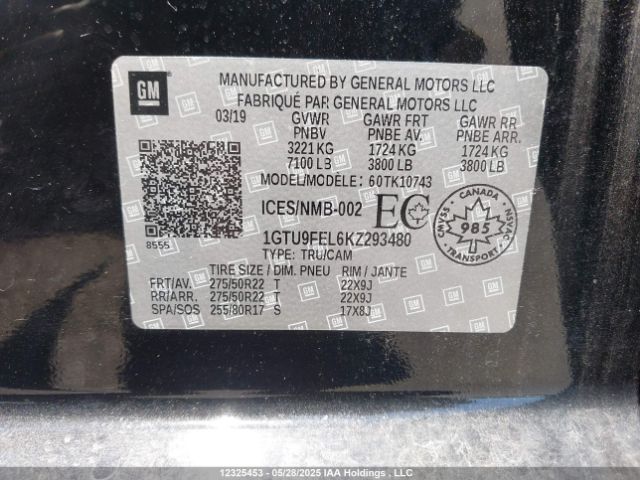 GM
MANUFACTURED BY GENERAL MOTORS LLC
FABRIQUÉ PAR GENERAL MOTORS LLC
03/19 GVWR GAWR FRT GAWR RR
PNBV PNBE AV. PNBE ARR.
3221 KG 1724 KG 1724 KG
7100 LB 3800 LB 3800 LB
MODEL/MODÈLE: 60TK10743
ICES/NMB-002 EC
CANADA
985
CMVSS
NSVAC
8555
1GTU9FEL6KZ293480
TYPE: TRU/CAM
TIRE SIZE / DIM. PNEU RIM / JANTE
FRT/AV. 275/50R22 T 22X9J
RR/ARR. 275/50R22 T 22X9J
SPA/SOS 255/80R17 S 17X8J
12325453 — 05/28/2025 IAA Holdings, LLC. Copyright©